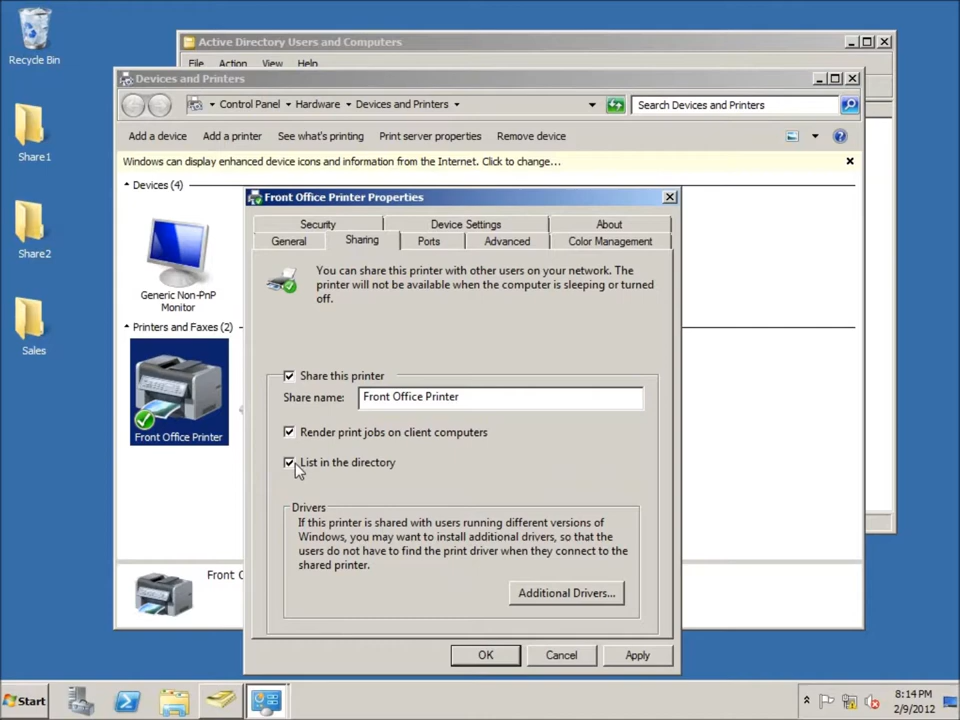 Recycle Bin
Share1
Share2
Sales
Active Directory Users and Computers
File Action View Help
Devices and Printers
Control Panel Hardware Devices and Printers
Search Devices and Printers
Add a device Add a printer See what's printing Print server properties Remove device
Windows can display enhanced device icons and information from the Internet. Click to change...
Devices (4)
Generic Non-PnP
Monitor
Printers and Faxes (2)
Front Office Printer
Front O
Front Office Printer Properties
Security Device Settings About
General Sharing Ports Advanced Color Management
You can share this printer with other users on your network. The
printer will not be available when the computer is sleeping or turned
off.
Share this printer
Share name: Front Office Printer
Render print jobs on client computers
List in the directory
Drivers
If this printer is shared with users running different versions of
Windows, you may want to install additional drivers, so that the
users do not have to find the print driver when they connect to the
shared printer.
Additional Drivers...
OK Cancel Apply
Start
8:14 PM
2/9/2012